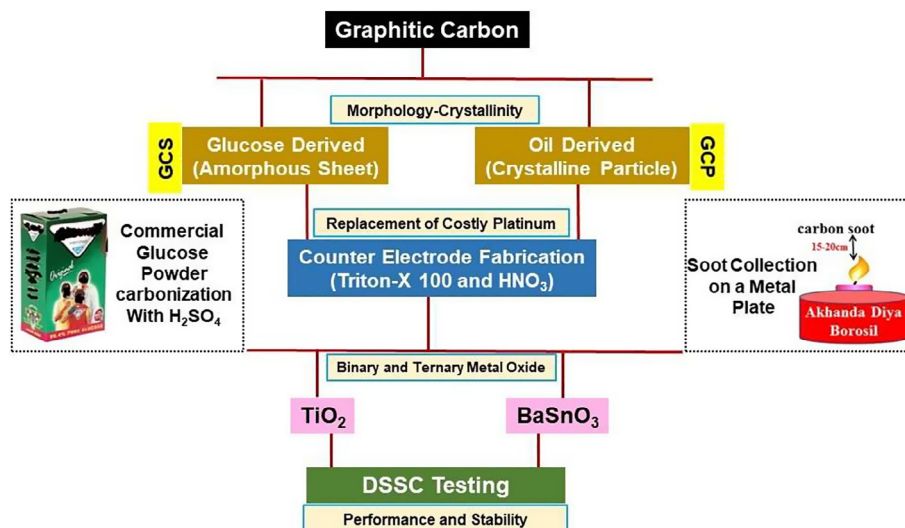 Graphitic Carbon
Morphology-Crystallinity
GCS
Glucose Derived
(Amorphous Sheet)
Oil Derived
(Crystalline Particle)
GCP
Replacement of Costly Platinum
Commercial
Glucose
Powder
carbonization
With H₂SO₄
Original
Counter Electrode Fabrication
(Triton-X 100 and HNO₃)
carbon soot
15-20cm
Soot Collection
on a Metal
Plate
Akhanda Diya
Borosil
Binary and Ternary Metal Oxide
TiO₂
BaSnO₃
DSSC Testing
Performance and Stability